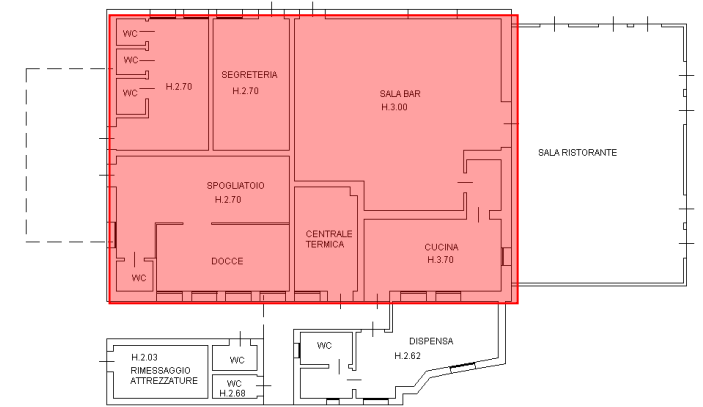 WC
WC
WC
H.2.70
SEGRETERIA
H.2.70
SALA BAR
H.3.00
SALA RISTORANTE
SPOGLIATOIO
H.2.70
CENTRALE
TERMICA
DOCCE
CUCINA
H.3.70
WC
H.2.03
RIMESSAGGIO
ATTREZZATURE
WC
WC
H.2.68
WC
DISPENSA
H.2.62